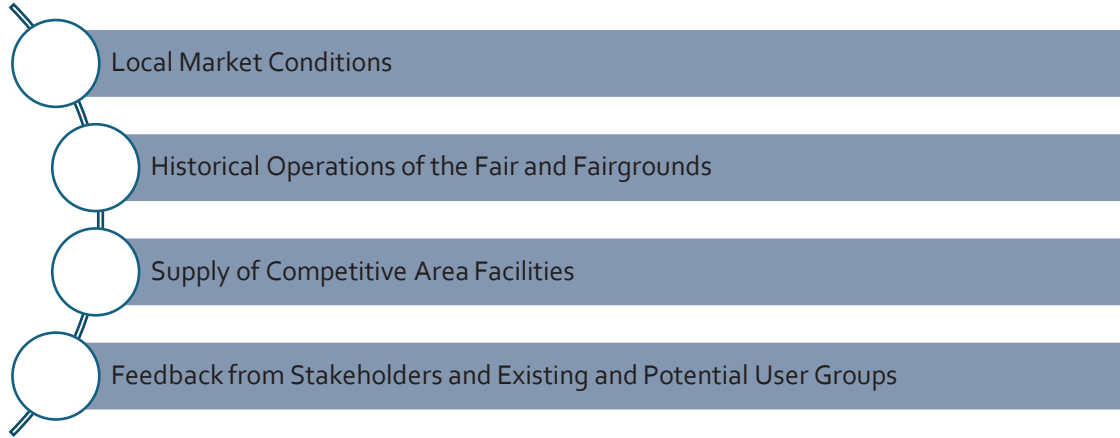 Local Market Conditions
Historical Operations of the Fair and Fairgrounds
Supply of Competitive Area Facilities
Feedback from Stakeholders and Existing and Potential User Groups